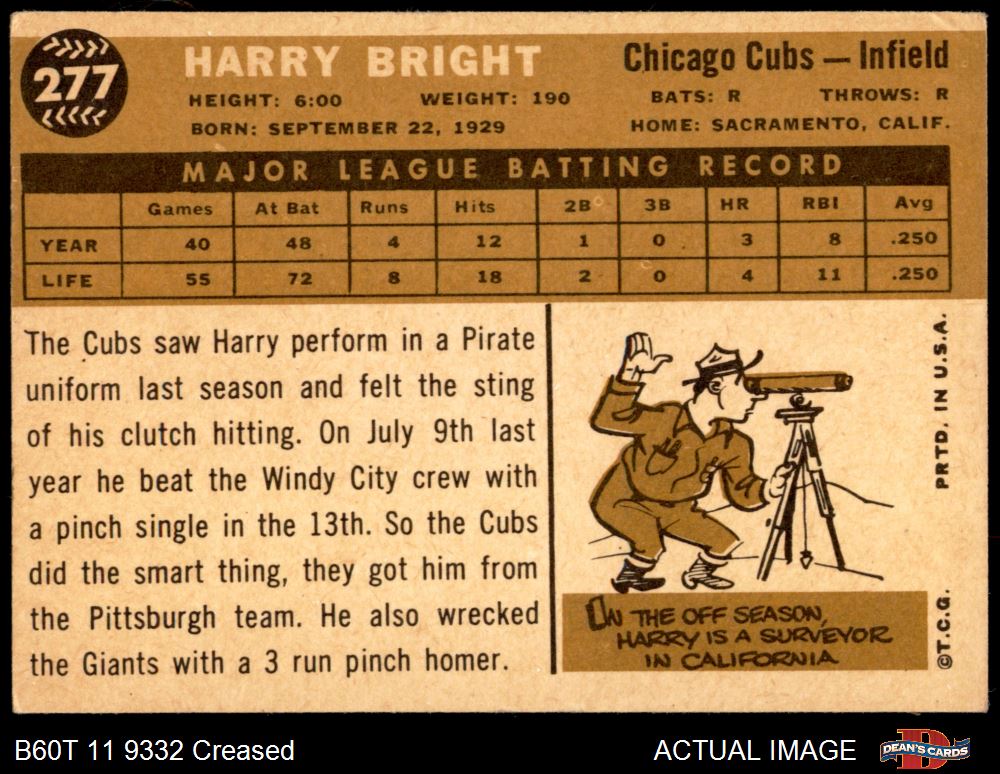 277
HARRY BRIGHT
Chicago Cubs — Infield
HEIGHT: 6:00 WEIGHT: 190 BATS: R THROWS: R
BORN: SEPTEMBER 22, 1929 HOME: SACRAMENTO, CALIF.
MAJOR LEAGUE BATTING RECORD
Games At Bat Runs Hits 2B 3B HR RBI Avg
YEAR 40 48 4 12 1 0 3 8 .250
LIFE 55 72 8 18 2 0 4 11 .250
The Cubs saw Harry perform in a Pirate
uniform last season and felt the sting
of his clutch hitting. On July 9th last
year he beat the Windy City crew with
a pinch single in the 13th. So the Cubs
did the smart thing, they got him from
the Pittsburgh team. He also wrecked
the Giants with a 3 run pinch homer.
IN THE OFF SEASON,
HARRY IS A SURVEYOR
IN CALIFORNIA
PRTD. IN U.S.A.
©T.C.G.
B60T 11 9332 Creased
ACTUAL IMAGE
DEAN'S CARDS